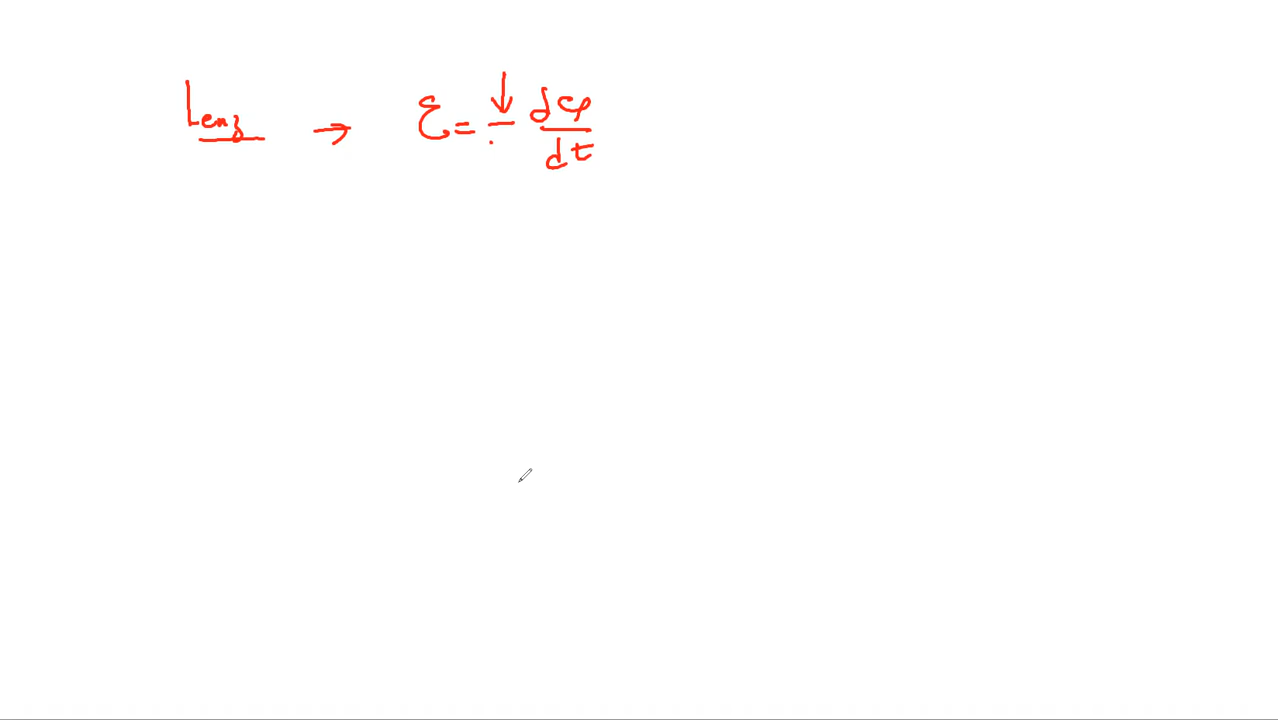 Lenz → ℰ = - dφ/dt